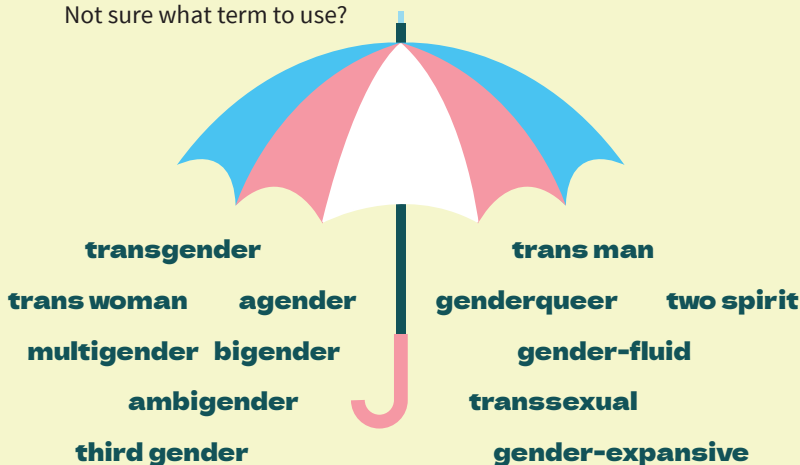 Not sure what term to use?
transgender trans man
trans woman agender genderqueer two spirit
multigender bigender gender-fluid
ambigender transsexual
third gender gender-expansive